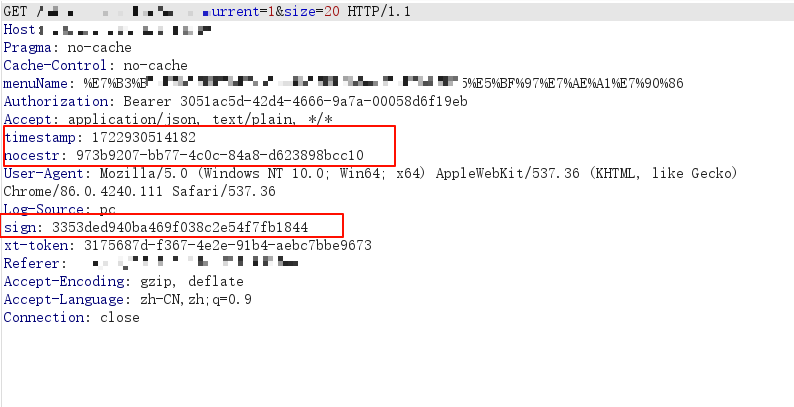 GET / urrent=1&size=20 HTTP/1.1
Host:
Pragma: no-cache
Cache-Control: no-cache
menuName: %E7%B3%B 5%E5%BF%97%E7%AE%A1%E7%90%86
Authorization: Bearer 3051ac5d-42d4-4666-9a7a-00058d6f19eb
Accept: application/json, text/plain, */*
timestamp: 1722930514182
nocestr: 973b9207-bb77-4c0c-84a8-d623898bcc10
User-Agent: Mozilla/5.0 (Windows NT 10.0; Win64; x64) AppleWebKit/537.36 (KHTML, like Gecko)
Chrome/86.0.4240.111 Safari/537.36
Log-Source: pc
sign: 3353ded940ba469f038c2e54f7fb1844
xt-token: 3175687d-f367-4e2e-91b4-aebc7bbe9673
Referer:
Accept-Encoding: gzip, deflate
Accept-Language: zh-CN,zh;q=0.9
Connection: close